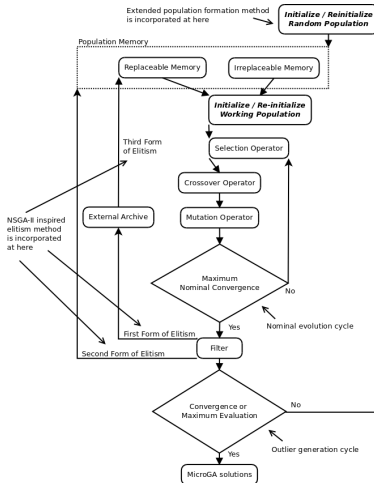 Extended population formation method
is incorporated at here
Initialize / Reinitialize
Random Population
Population Memory
Replaceable Memory
Irreplaceable Memory
Initialize / Re-initialize
Working Population
Third Form
of Elitism
Selection Operator
Crossover Operator
NSGA-II inspired
elitism method
is incorporated
at here
External Archive
Mutation Operator
Maximum
Nominal Convergence
No
Yes
Nominal evolution cycle
First Form of Elitism
Filter
Second Form of Elitism
Convergence or
Maximum Evaluation
No
Yes
Outlier generation cycle
MicroGA solutions